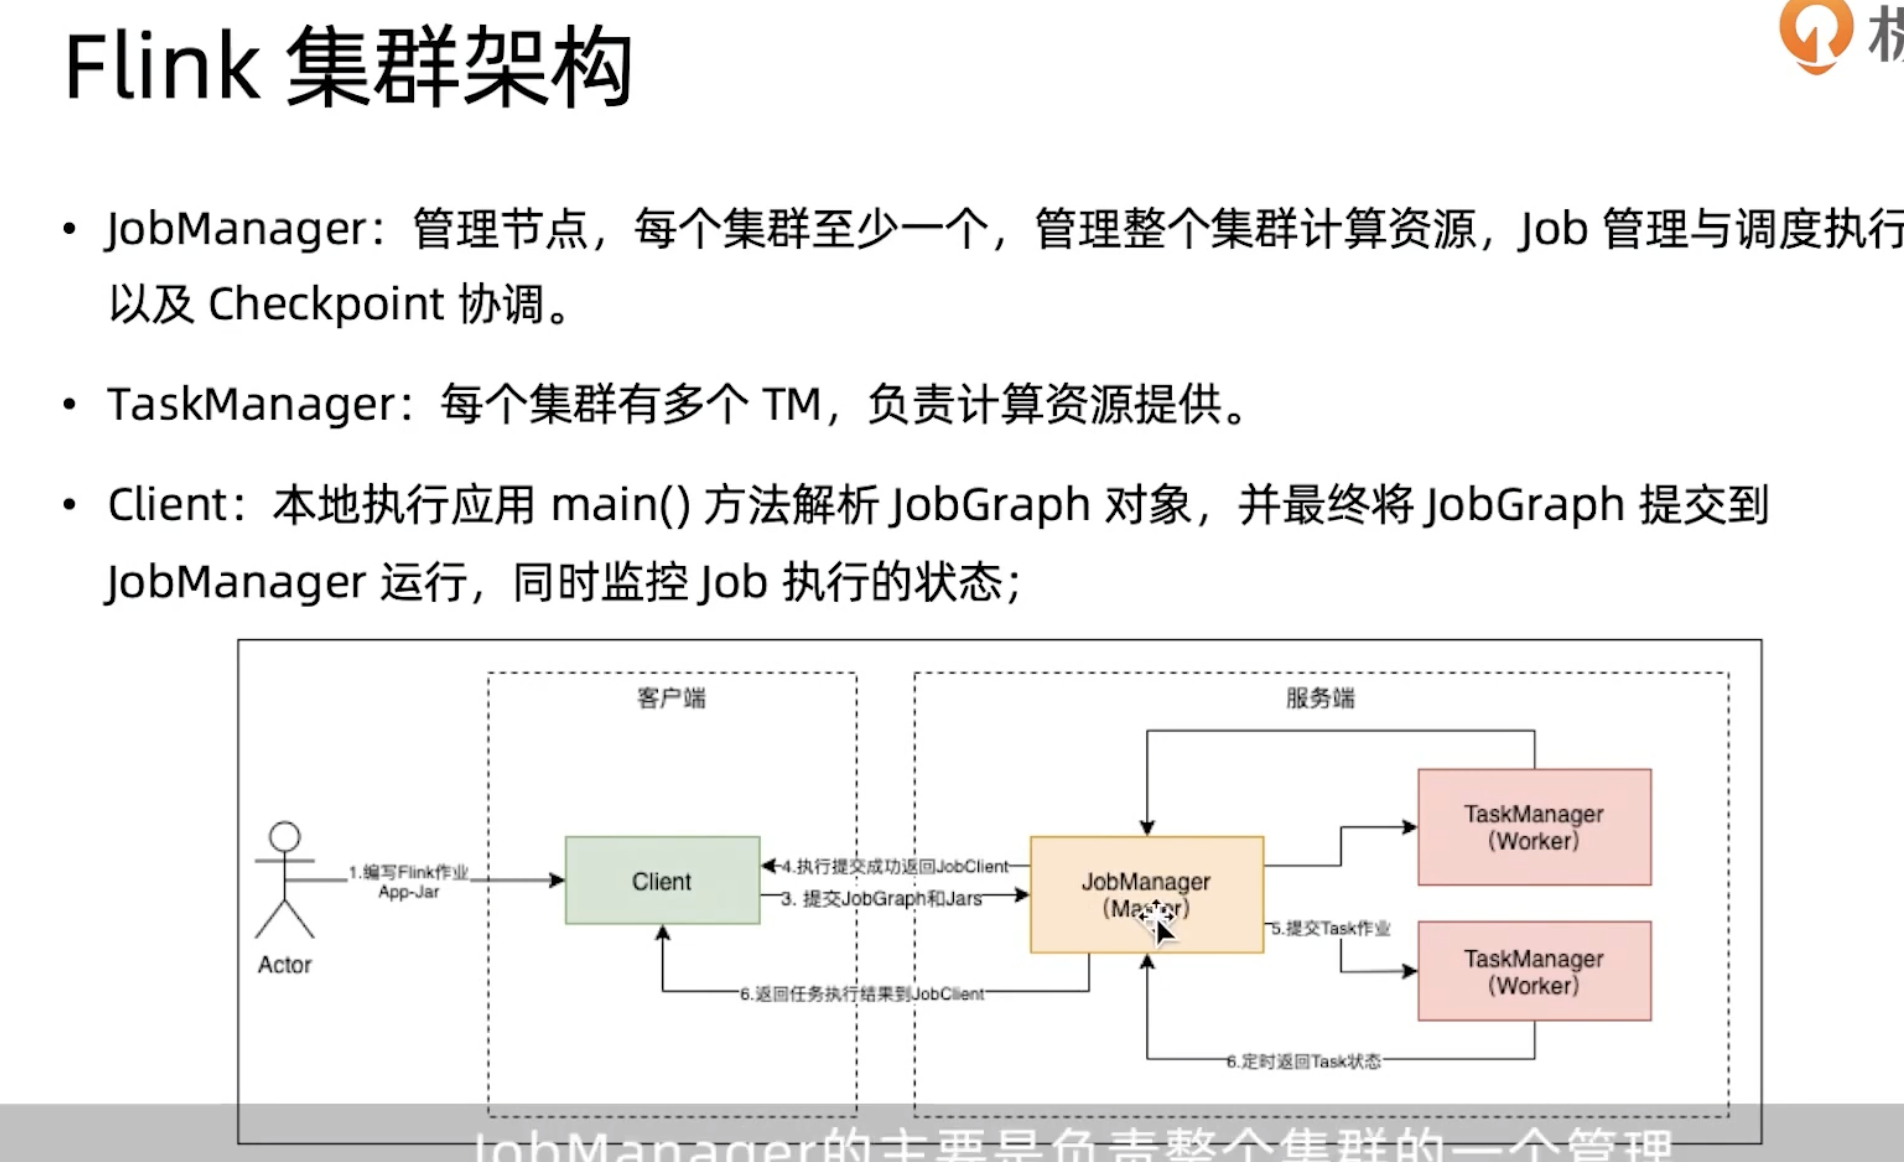 Flink 集群架构
JobManager：管理节点，每个集群至少一个，管理整个集群计算资源，Job 管理与调度执行
以及 Checkpoint 协调。
TaskManager：每个集群有多个 TM，负责计算资源提供。
Client：本地执行应用 main() 方法解析 JobGraph 对象，并最终将 JobGraph 提交到
JobManager 运行，同时监控 Job 执行的状态；
客户端
服务端
Actor
1.编写Flink作业
App-Jar
Client
4.执行提交成功返回JobClient
3. 提交JobGraph和Jars
6.返回任务执行结果到JobClient
JobManager
(Master)
5.提交Task作业
TaskManager
(Worker)
TaskManager
(Worker)
6.定时返回Task状态
JobManager的主要是负责整个集群的一个管理